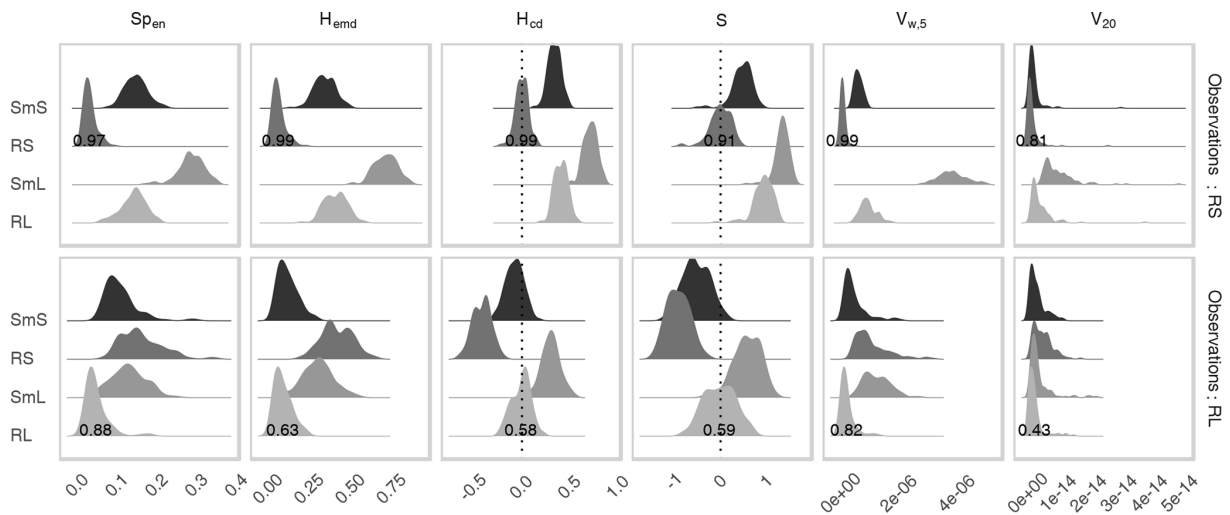 Sp_en H_emd H_cd S V_w,5 V_20
SmS
RS
SmL
RL
0.97 0.99 0.99 0.91 0.99 0.81
Observations : RS
SmS
RS
SmL
RL
0.88 0.63 0.58 0.59 0.82 0.43
Observations : RL
0.0 0.1 0.2 0.3 0.4 0.00 0.25 0.50 0.75 -0.5 0.0 0.5 1.0 -1 0 1 0e+00 2e-06 4e-06 0e+00 1e-14 2e-14 3e-14 4e-14 5e-14